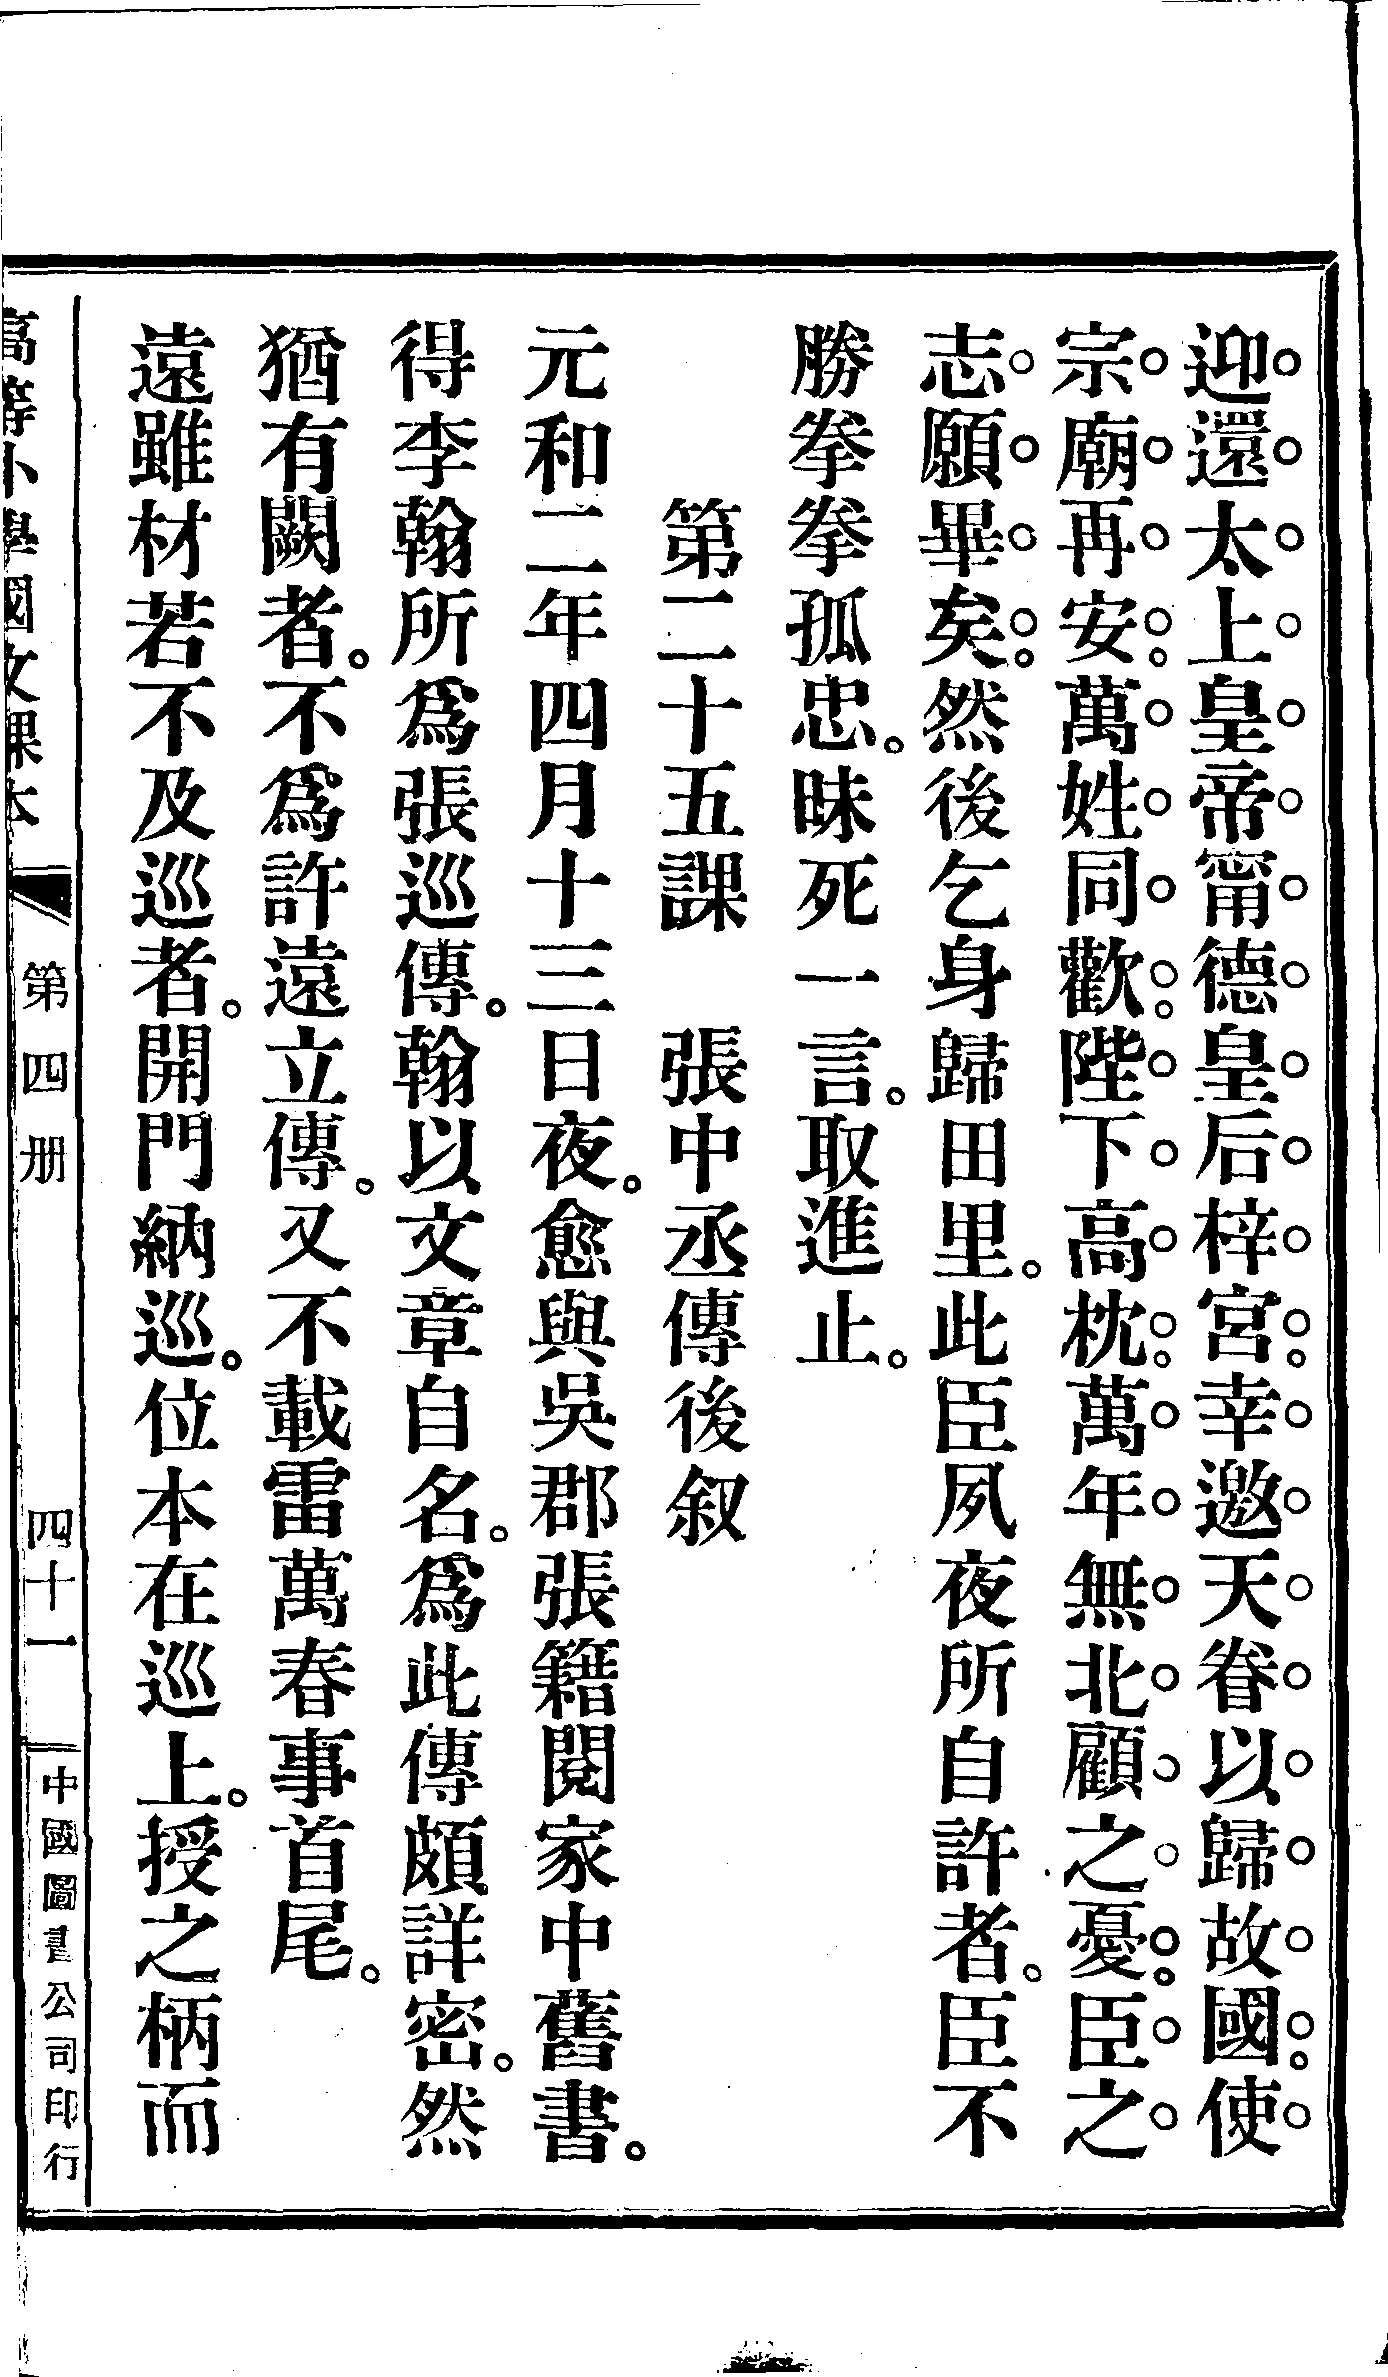 迎還太上皇帝甯德皇后梓宮。幸邀天眷以歸故國。使
宗廟再安。萬姓同歡。陛下高枕。萬年無北顧之憂。臣之
志願畢矣。然後乞身歸田里。此臣夙夜所自許者。臣不
勝拳拳孤忠。昧死一言。取進止。
第二十五課　張中丞傳後叙
元和二年四月十三日夜。愈與吳郡張籍閱家中舊書。
得李翰所爲張巡傳。翰以文章自名。爲此傳頗詳密。然
猶有闕者。不爲許遠立傳。又不載雷萬春事首尾。
遠雖材若不及巡者。開門納巡。位本在巡上。授之柄而
高等小學國文課本　第四册　四十一　中國圖書公司印行